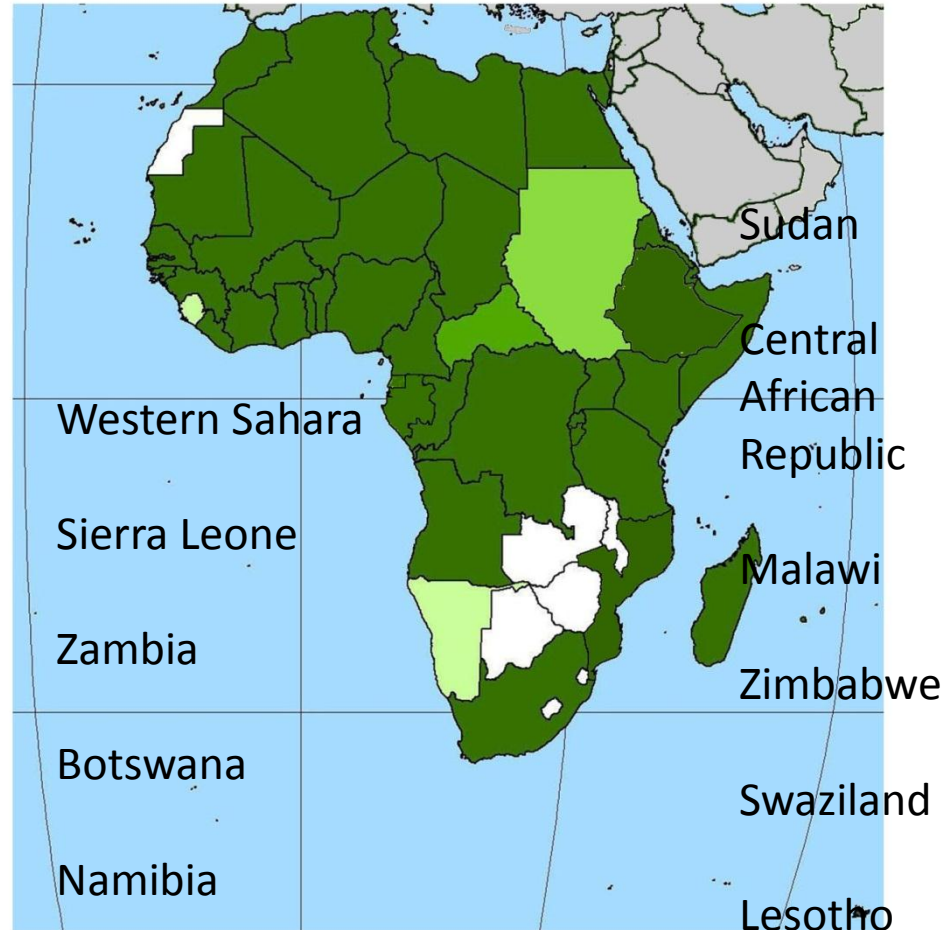 Western Sahara
Sierra Leone
Zambia
Botswana
Namibia
Sudan
Central
African
Republic
Malawi
Zimbabwe
Swaziland
Lesotho